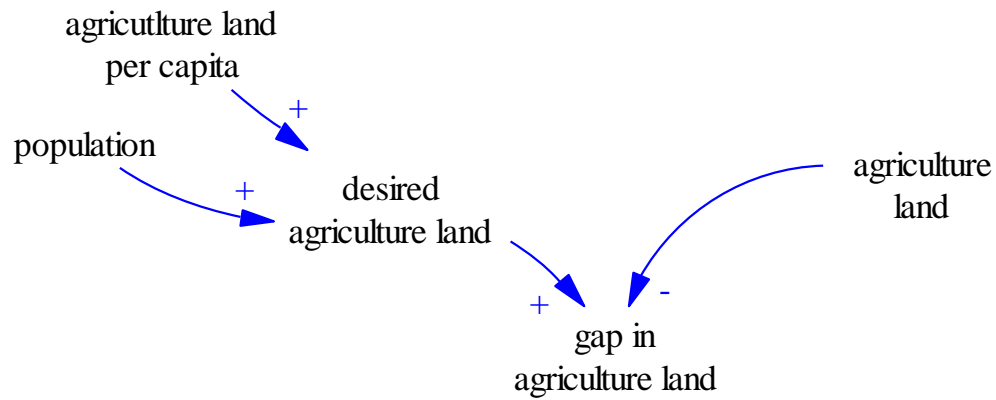 agricutlture land
per capita
+
population
+
desired
agriculture land
agriculture
land
+
-
gap in
agriculture land